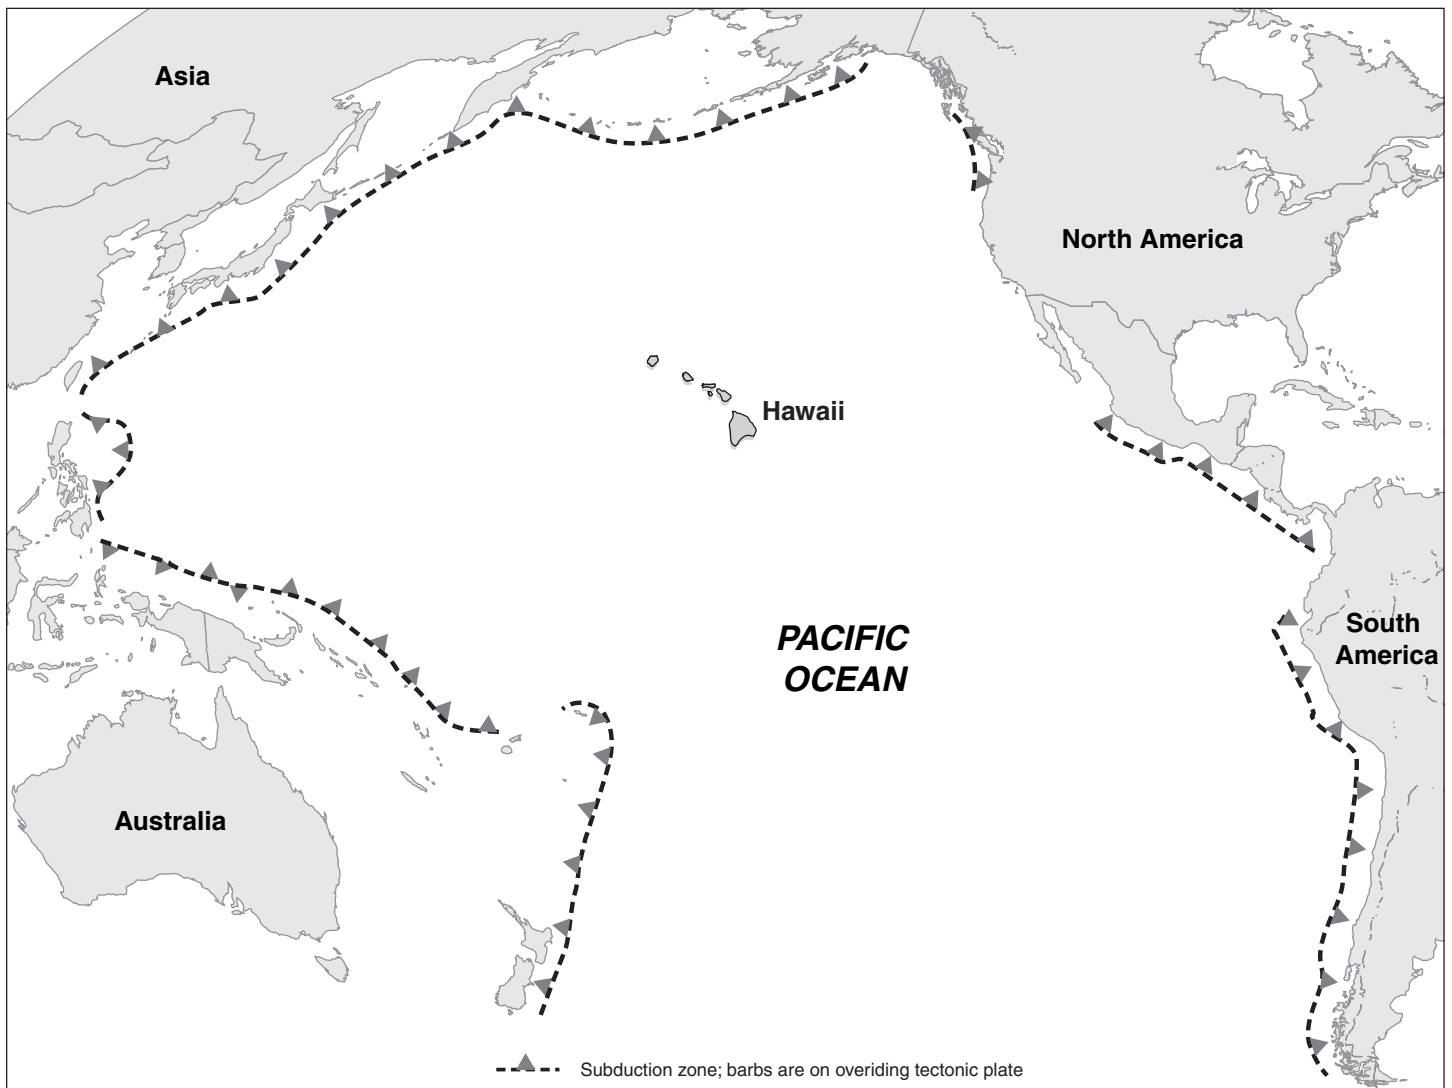 Asia
North America
Hawaii
PACIFIC
OCEAN
South
America
Australia
Subduction zone; barbs are on overiding tectonic plate